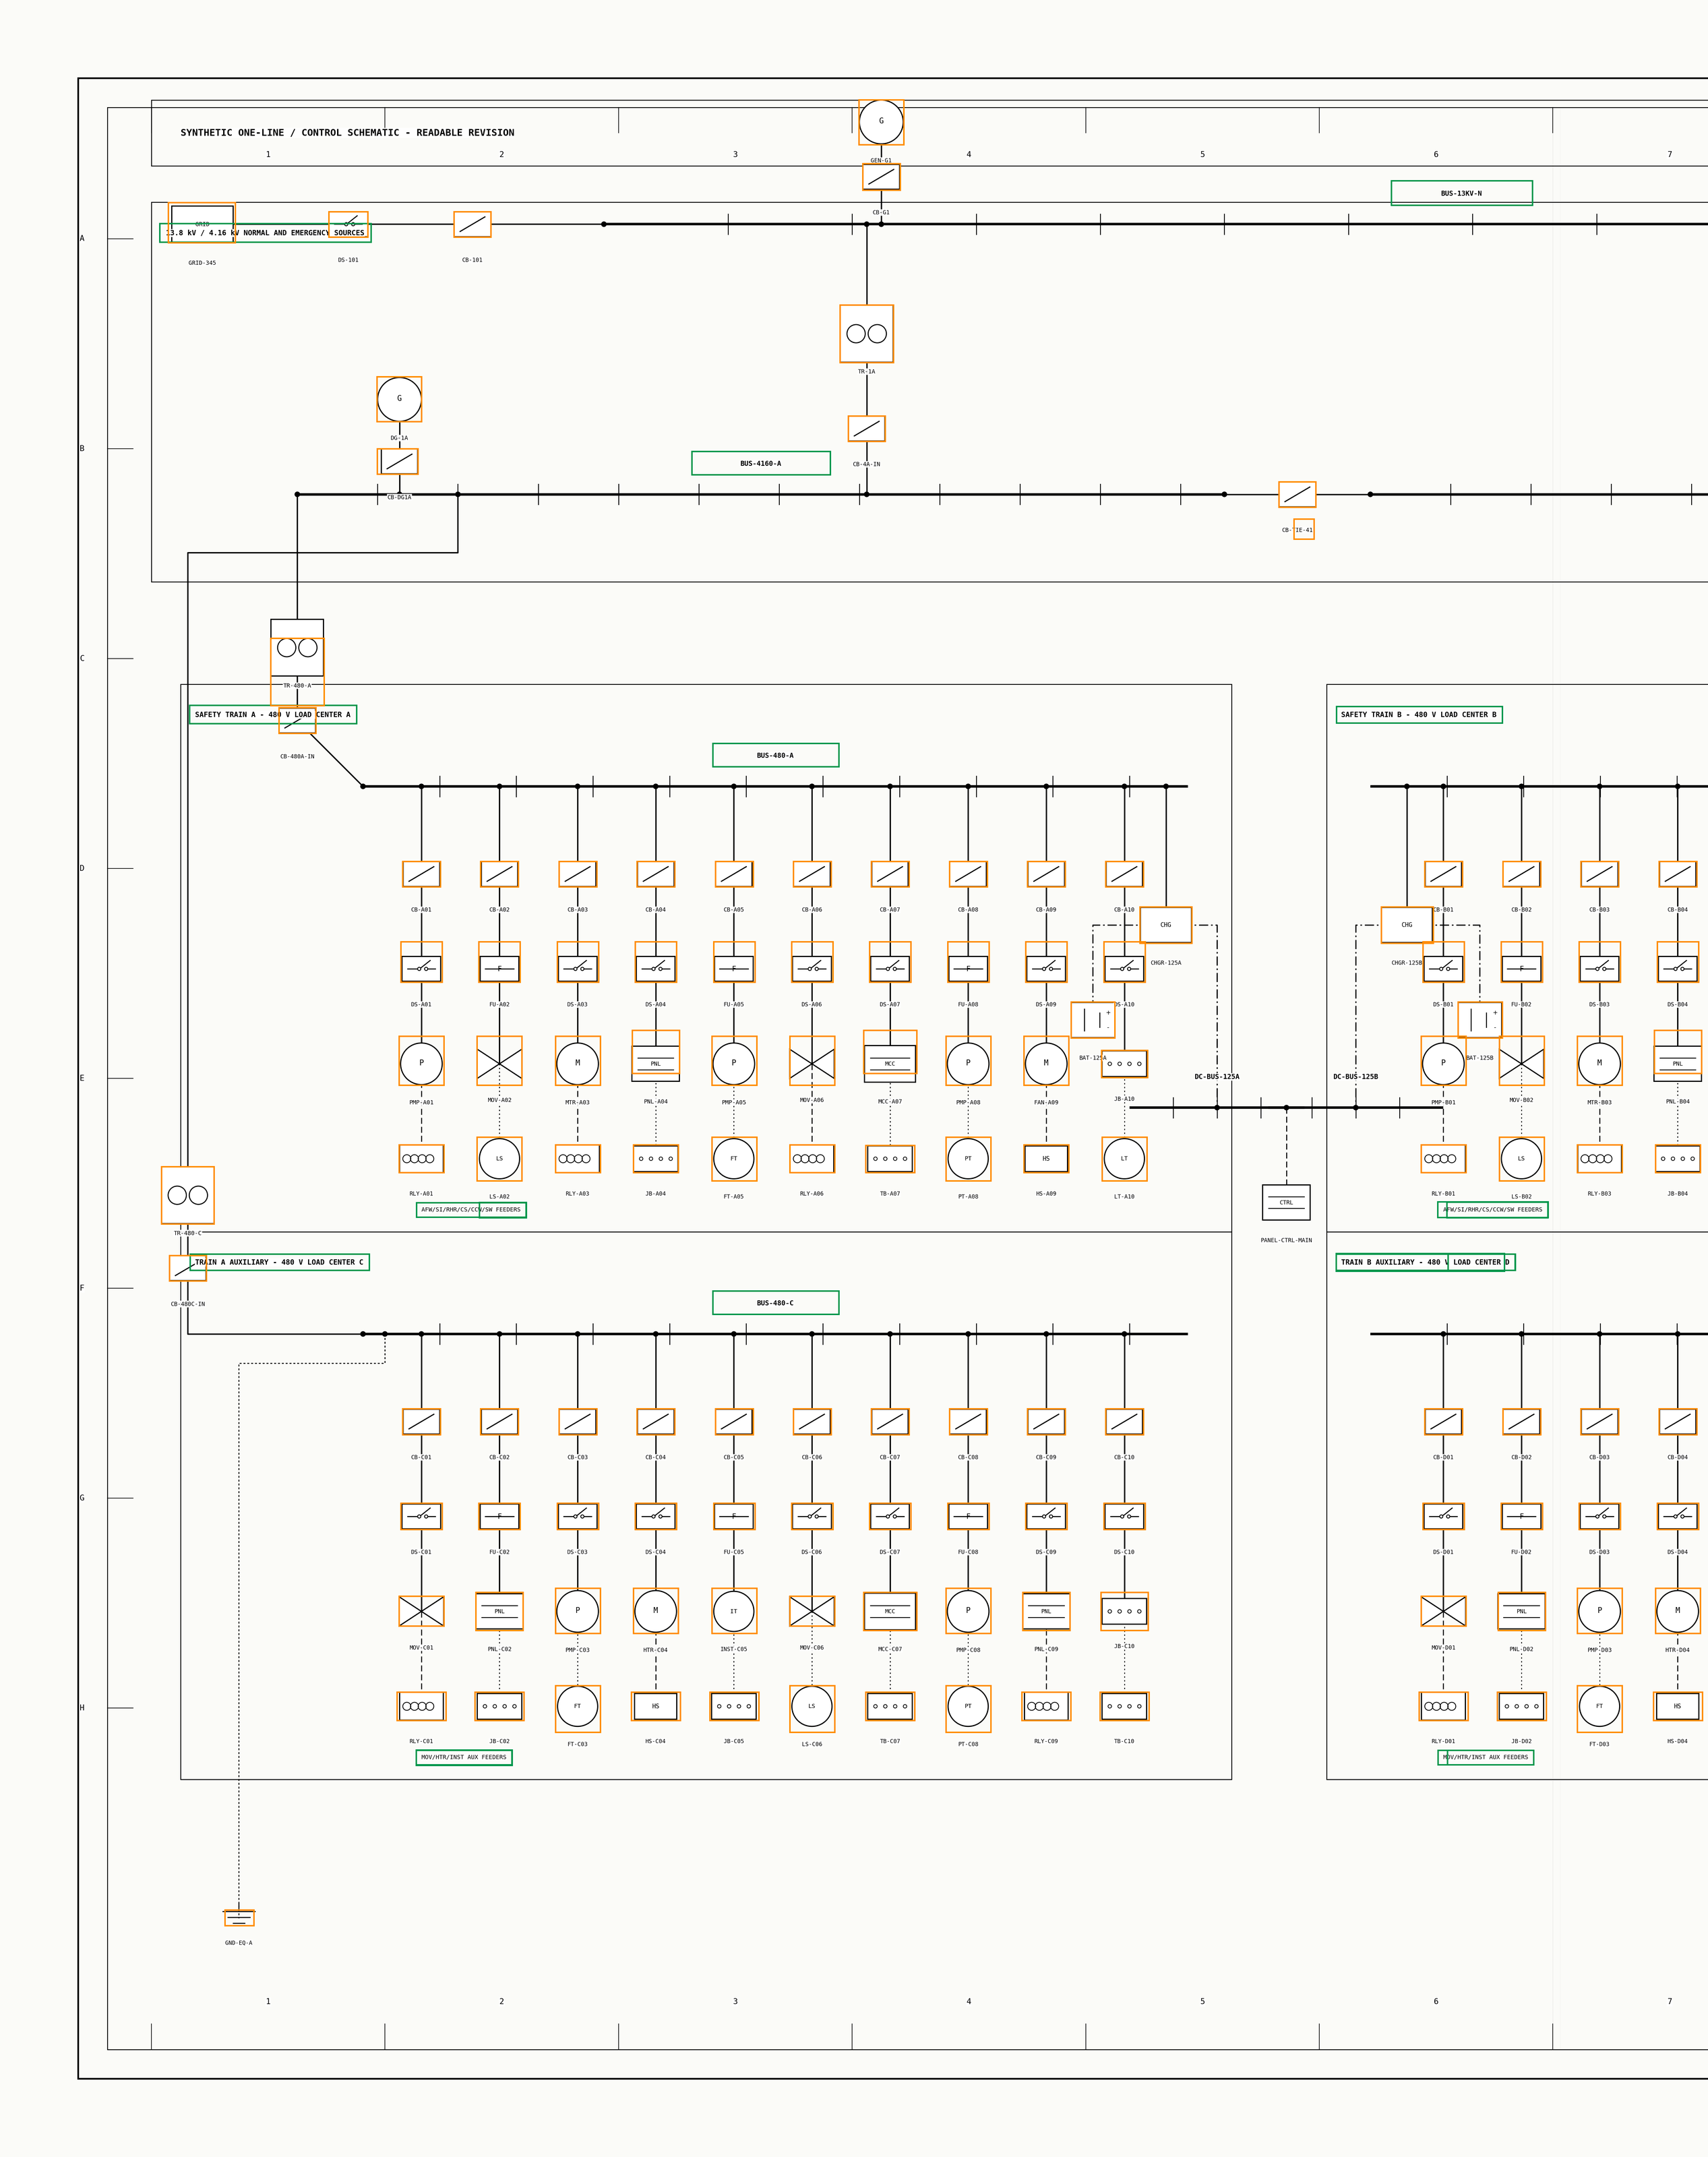 SYNTHETIC ONE-LINE / CONTROL SCHEMATIC - READABLE REVISION
1 2 3 4 5 6 7
G
GEN-G1
CB-G1
BUS-13KV-N
A
GRID
13.8 kV / 4.16 kV NORMAL AND EMERGENCY SOURCES
GRID-345
DS-101
CB-101
TR-1A
G
DG-1A
B
CB-DG1A
BUS-4160-A
CB-4A-IN
CB-TIE-41
C
TR-480-A
SAFETY TRAIN A - 480 V LOAD CENTER A
SAFETY TRAIN B - 480 V LOAD CENTER B
CB-480A-IN
BUS-480-A
D
CB-A01 CB-A02 CB-A03 CB-A04 CB-A05 CB-A06 CB-A07 CB-A08 CB-A09 CB-A10 CB-B01 CB-B02 CB-B03 CB-B04
CHG CHG
CHGR-125A CHGR-125B
F F F F
DS-A01 FU-A02 DS-A03 DS-A04 FU-A05 DS-A06 DS-A07 FU-A08 DS-A09 DS-A10 DS-B01 FU-B02 DS-B03 DS-B04
+ - + -
BAT-125A BAT-125B
P M PNL P MCC P M P M PNL
E
DC-BUS-125A DC-BUS-125B
PMP-A01 MOV-A02 MTR-A03 PNL-A04 PMP-A05 MOV-A06 MCC-A07 PMP-A08 FAN-A09 JB-A10 PMP-B01 MOV-B02 MTR-B03 PNL-B04
LS FT PT HS LT LS
RLY-A01 LS-A02 RLY-A03 JB-A04 FT-A05 RLY-A06 TB-A07 PT-A08 HS-A09 LT-A10 RLY-B01 LS-B02 RLY-B03 JB-B04
CTRL
PANEL-CTRL-MAIN
AFW/SI/RHR/CS/CCW/SW FEEDERS
AFW/SI/RHR/CS/CCW/SW FEEDERS
TR-480-C
TRAIN A AUXILIARY - 480 V LOAD CENTER C
TRAIN B AUXILIARY - 480 V LOAD CENTER D
F
CB-480C-IN
BUS-480-C
CB-C01 CB-C02 CB-C03 CB-C04 CB-C05 CB-C06 CB-C07 CB-C08 CB-C09 CB-C10 CB-D01 CB-D02 CB-D03 CB-D04
G
F F F F
DS-C01 FU-C02 DS-C03 DS-C04 FU-C05 DS-C06 DS-C07 FU-C08 DS-C09 DS-C10 DS-D01 FU-D02 DS-D03 DS-D04
PNL P M IT MCC P PNL PNL P M
MOV-C01 PNL-C02 PMP-C03 HTR-C04 INST-C05 MOV-C06 MCC-C07 PMP-C08 PNL-C09 JB-C10 MOV-D01 PNL-D02 PMP-D03 HTR-D04
H
FT HS LS PT FT HS
RLY-C01 JB-C02 FT-C03 HS-C04 JB-C05 LS-C06 TB-C07 PT-C08 RLY-C09 TB-C10 RLY-D01 JB-D02 FT-D03 HS-D04
MOV/HTR/INST AUX FEEDERS
MOV/HTR/INST AUX FEEDERS
GND-EQ-A
1 2 3 4 5 6 7